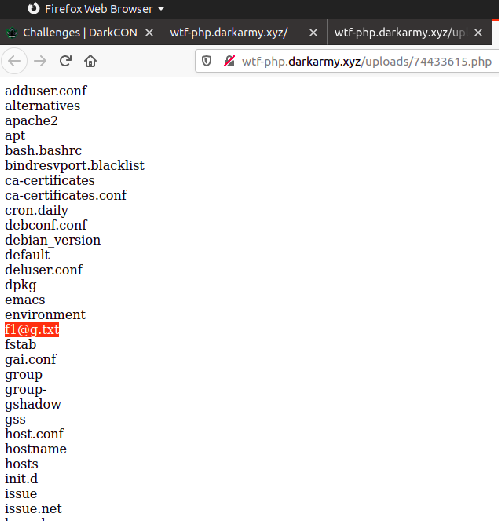 Firefox Web Browser
Challenges | DarkCON
wtf-php.darkarmy.xyz/
wtf-php.darkarmy.xyz/up
wtf-php.darkarmy.xyz/uploads/74433615.php
adduser.conf
alternatives
apache2
apt
bash.bashrc
bindresvport.blacklist
ca-certificates
ca-certificates.conf
cron.daily
debconf.conf
debian_version
default
deluser.conf
dpkg
emacs
environment
f1@g.txt
fstab
gai.conf
group
group-
gshadow
gss
host.conf
hostname
hosts
init.d
issue
issue.net